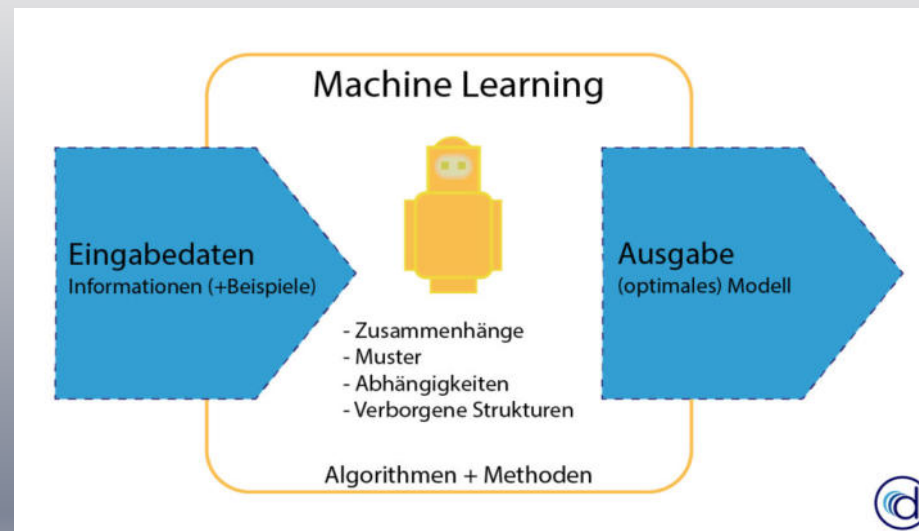 Machine Learning
Eingabedaten
Informationen (+Beispiele)
- Zusammenhänge
- Muster
- Abhängigkeiten
- Verborgene Strukturen
Algorithmen + Methoden
Ausgabe
(optimales) Modell
d